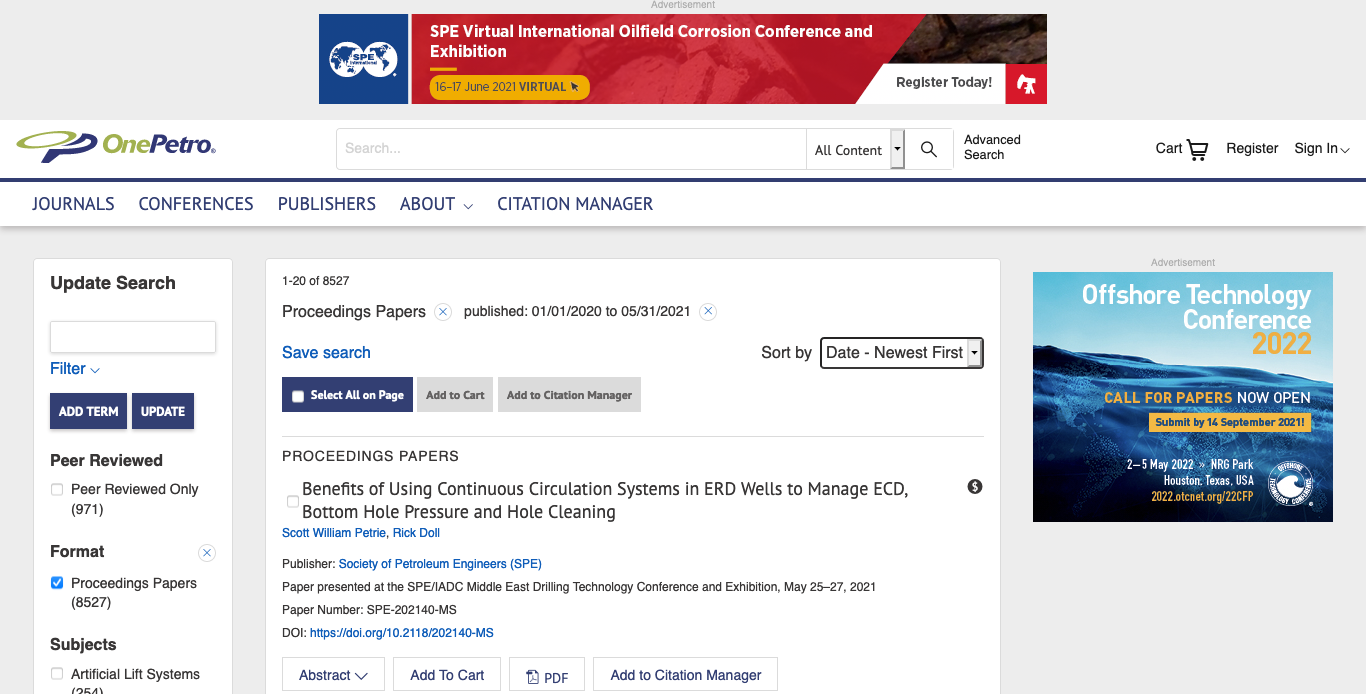 Advertisement
SPE Virtual International Oilfield Corrosion Conference and
Exhibition
SPE
International
16–17 June 2021 VIRTUAL
Register Today!
OnePetro®
Search...
All Content
Advanced
Search
Cart
Register
Sign In
JOURNALS
CONFERENCES
PUBLISHERS
ABOUT
CITATION MANAGER
Update Search
Filter
ADD TERM
UPDATE
Peer Reviewed
Peer Reviewed Only
(971)
Format
Proceedings Papers
(8527)
Subjects
Artificial Lift Systems
(254)
1-20 of 8527
Proceedings Papers
published: 01/01/2020 to 05/31/2021
Save search
Sort by
Date - Newest First
Select All on Page
Add to Cart
Add to Citation Manager
PROCEEDINGS PAPERS
Benefits of Using Continuous Circulation Systems in ERD Wells to Manage ECD,
Bottom Hole Pressure and Hole Cleaning
$
Scott William Petrie, Rick Doll
Publisher: Society of Petroleum Engineers (SPE)
Paper presented at the SPE/IADC Middle East Drilling Technology Conference and Exhibition, May 25–27, 2021
Paper Number: SPE-202140-MS
DOI: https://doi.org/10.2118/202140-MS
Abstract
Add To Cart
PDF
Add to Citation Manager
Advertisement
Offshore Technology
Conference
2022
CALL FOR PAPERS NOW OPEN
Submit by 14 September 2021!
2–5 May 2022 » NRG Park
Houston, Texas, USA
2022.otcnet.org/22CFP
OFFSHORE TECHNOLOGY CONFERENCE